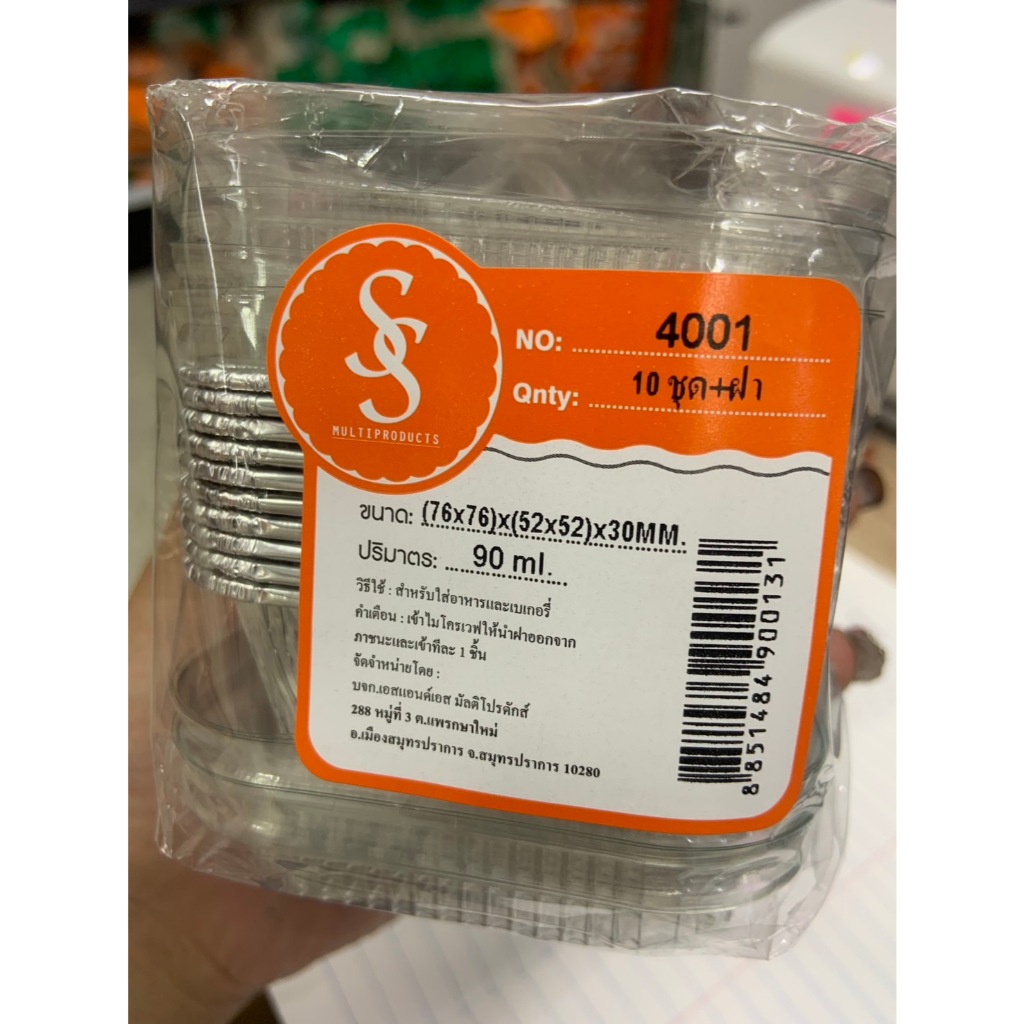 SS
MULTIPRODUCTS
NO: 4001
Qnty: 10 ชุด+ฝา
ขนาด: (76x76)x(52x52)x30MM.
ปริมาตร: 90 ml.
วิธีใช้ : สำหรับใส่อาหารและเบเกอรี่
คำเตือน : เข้าไมโครเวฟให้นำฝาออกจาก
ภาชนะและเข้าทีละ 1 ชิ้น
จัดจำหน่ายโดย :
บจก.เอสแอนด์เอส มัลติโปรดักส์
288 หมู่ที่ 3 ต.แพรกษาใหม่
อ.เมืองสมุทรปราการ จ.สมุทรปราการ 10280
8851484900131